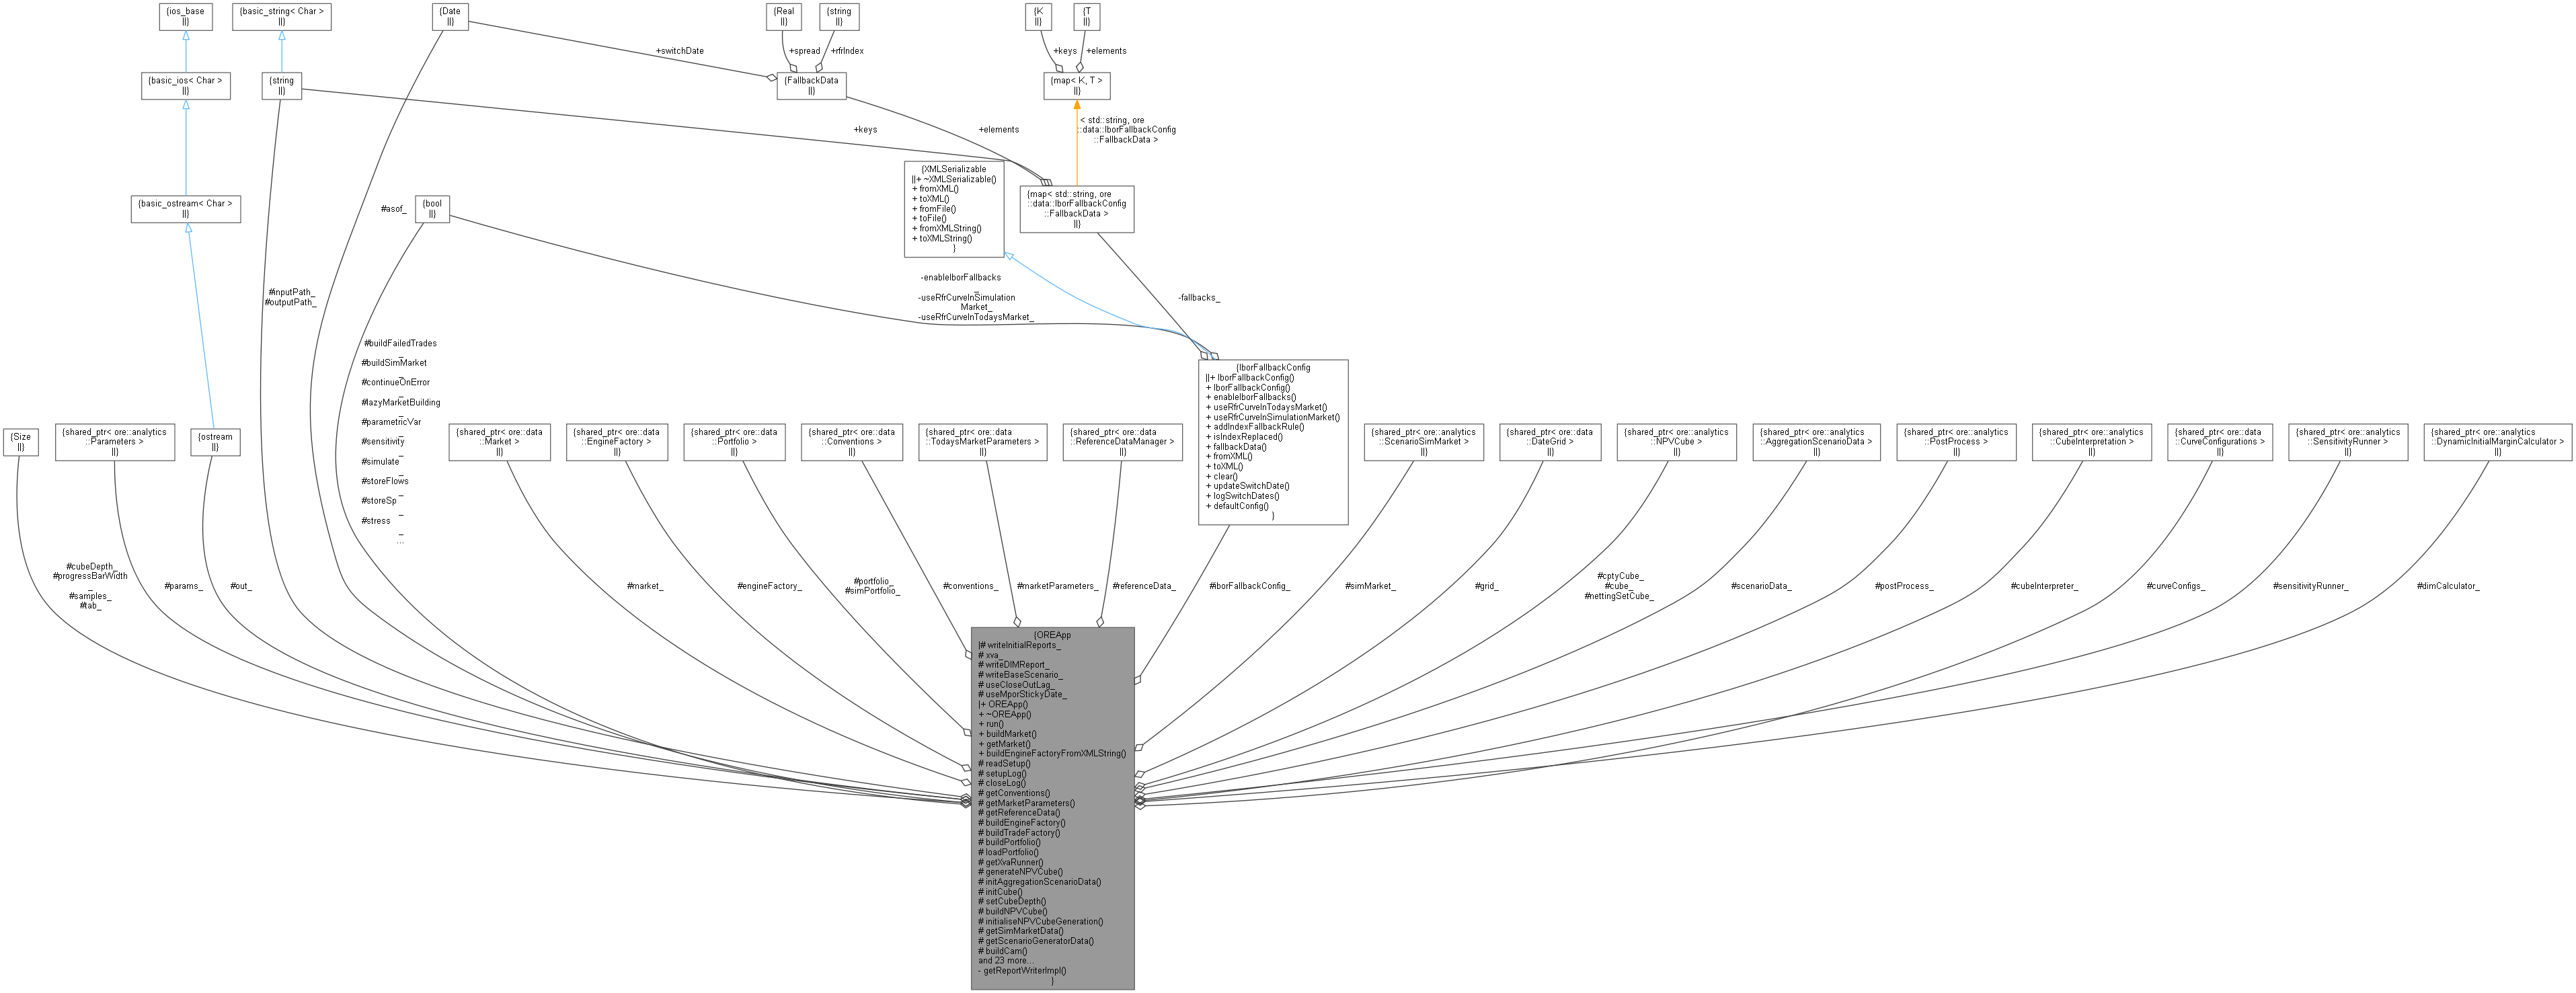 {ios_base
||}
{basic_string< Char >
||}
{Date
||}
{Real
||}
{string
||}
{K
||}
{T
||}
+switchDate
+spread
+rfrIndex
+keys
+elements
{basic_ios< Char >
||}
{string
||}
{FallbackData
||}
{map< K, T >
||}
+keys
+elements
< std::string, ore
::data::IborFallbackConfig
::FallbackData >
{XMLSerializable
||+ ~XMLSerializable()
+ fromXML()
+ toXML()
+ fromFile()
+ toFile()
+ fromXMLString()
+ toXMLString()
}
{map< std::string, ore
::data::IborFallbackConfig
::FallbackData >
||}
{basic_ostream< Char >
||}
#asof_
{bool
||}
#inputPath_
#outputPath_
-enableIborFallbacks
_
-useRfrCurveInSimulation
Market_
-useRfrCurveInTodaysMarket_
-fallbacks_
#buildFailedTrades
_
#buildSimMarket
_
#continueOnError
_
#lazyMarketBuilding
_
#parametricVar
_
#sensitivity
_
#simulate
_
#storeFlows
_
#storeSp
_
#stress
_
...
{IborFallbackConfig
||+ IborFallbackConfig()
+ IborFallbackConfig()
+ enableIborFallbacks()
+ useRfrCurveInTodaysMarket()
+ useRfrCurveInSimulationMarket()
+ addIndexFallbackRule()
+ isIndexReplaced()
+ fallbackData()
+ fromXML()
+ toXML()
+ clear()
+ updateSwitchDate()
+ logSwitchDates()
+ defaultConfig()
}
{Size
||}
{shared_ptr< ore::analytics
::Parameters >
||}
{ostream
||}
{shared_ptr< ore::data
::Market >
||}
{shared_ptr< ore::data
::EngineFactory >
||}
{shared_ptr< ore::data
::Portfolio >
||}
{shared_ptr< ore::data
::Conventions >
||}
{shared_ptr< ore::data
::TodaysMarketParameters >
||}
{shared_ptr< ore::data
::ReferenceDataManager >
||}
{shared_ptr< ore::analytics
::ScenarioSimMarket >
||}
{shared_ptr< ore::data
::DateGrid >
||}
{shared_ptr< ore::analytics
::NPVCube >
||}
{shared_ptr< ore::analytics
::AggregationScenarioData >
||}
{shared_ptr< ore::analytics
::PostProcess >
||}
{shared_ptr< ore::analytics
::CubeInterpretation >
||}
{shared_ptr< ore::data
::CurveConfigurations >
||}
{shared_ptr< ore::analytics
::SensitivityRunner >
||}
{shared_ptr< ore::analytics
::DynamicInitialMarginCalculator >
||}
#cubeDepth_
#progressBarWidth
_
#samples_
#tab_
#params_
#out_
#market_
#engineFactory_
#portfolio_
#simPortfolio_
#conventions_
#marketParameters_
#referenceData_
#iborFallbackConfig_
#simMarket_
#grid_
#cptyCube_
#cube_
#nettingSetCube_
#scenarioData_
#postProcess_
#cubeInterpreter_
#curveConfigs_
#sensitivityRunner_
#dimCalculator_
{OREApp
|# writeInitialReports_
# xva_
# writeDIMReport_
# writeBaseScenario_
# useCloseOutLag_
# useMporStickyDate_
|+ OREApp()
+ ~OREApp()
+ run()
+ buildMarket()
+ getMarket()
+ buildEngineFactoryFromXMLString()
# readSetup()
# setupLog()
# closeLog()
# getConventions()
# getMarketParameters()
# getReferenceData()
# buildEngineFactory()
# buildTradeFactory()
# buildPortfolio()
# loadPortfolio()
# getXvaRunner()
# generateNPVCube()
# initAggregationScenarioData()
# initCube()
# setCubeDepth()
# buildNPVCube()
# initialiseNPVCubeGeneration()
# getSimMarketData()
# getScenarioGeneratorData()
# buildCam()
and 23 more...
- getReportWriterImpl()
}